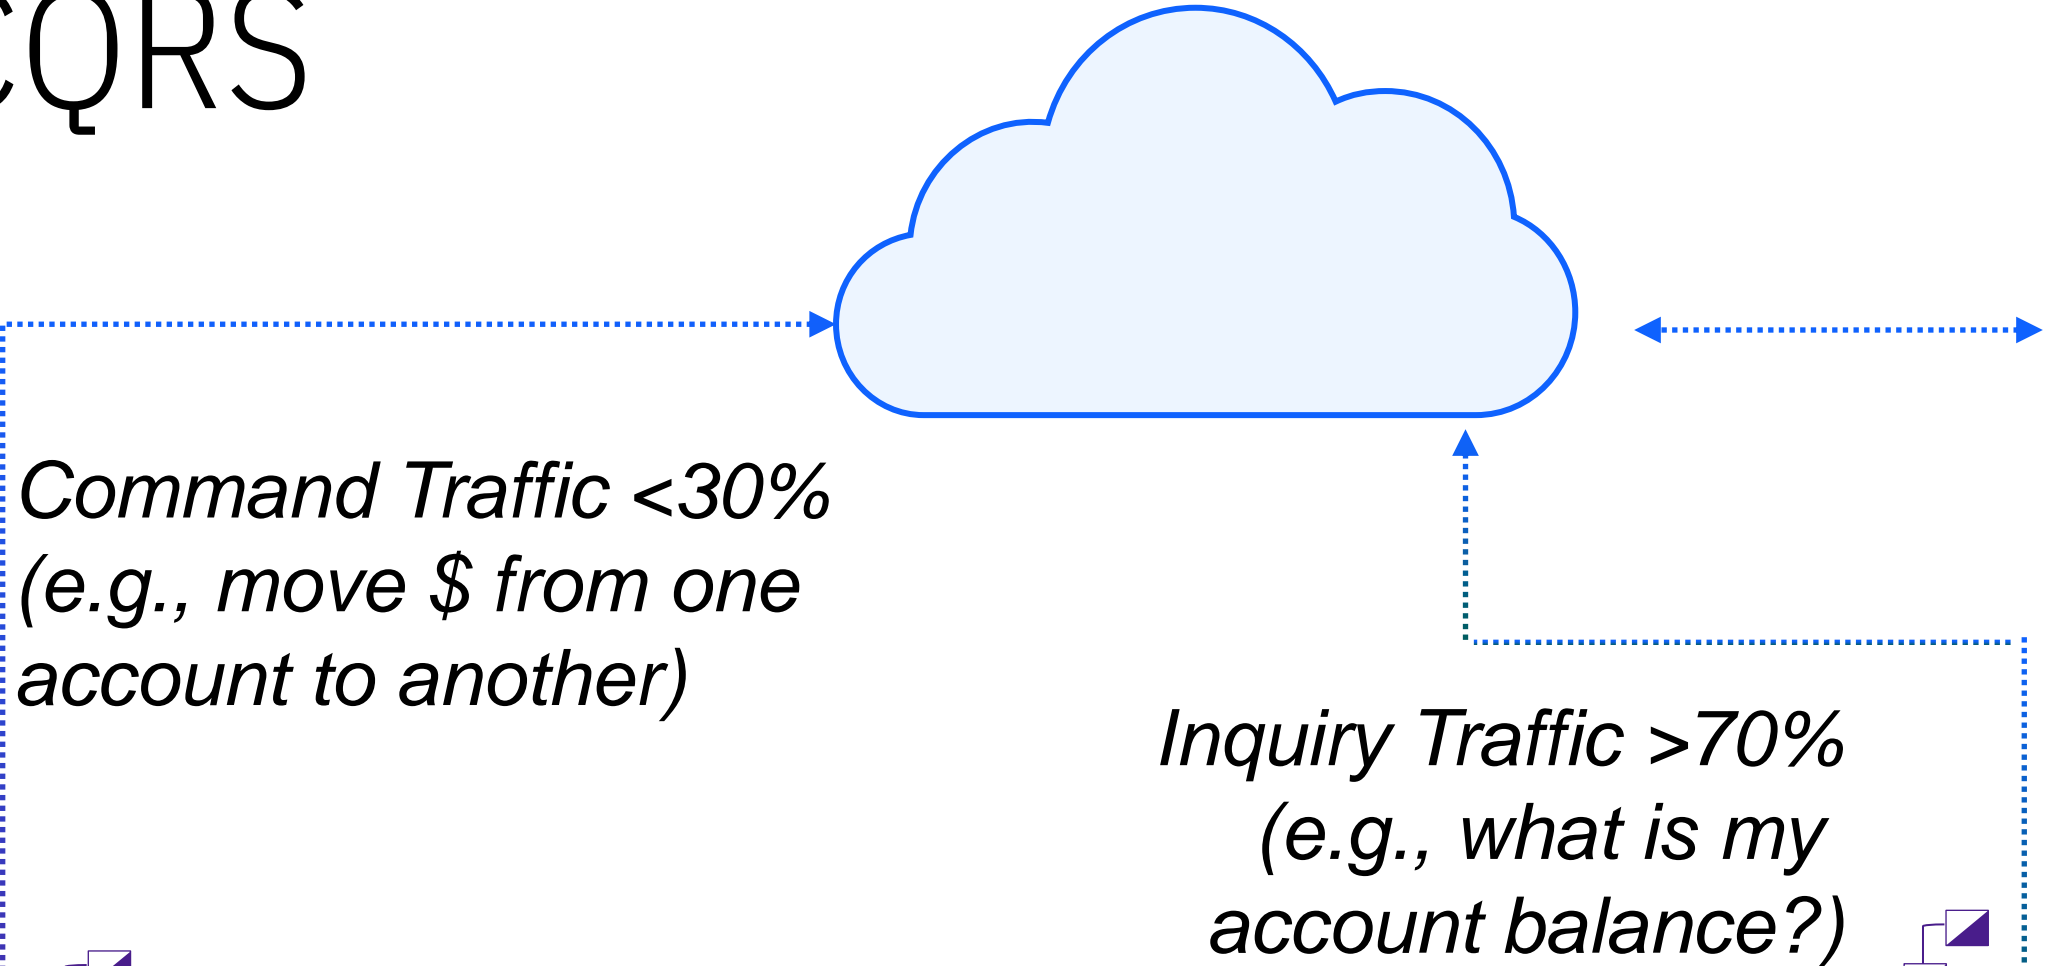 CQRS
Command Traffic <30%
(e.g., move $ from one
account to another)
Inquiry Traffic >70%
(e.g., what is my
account balance?)